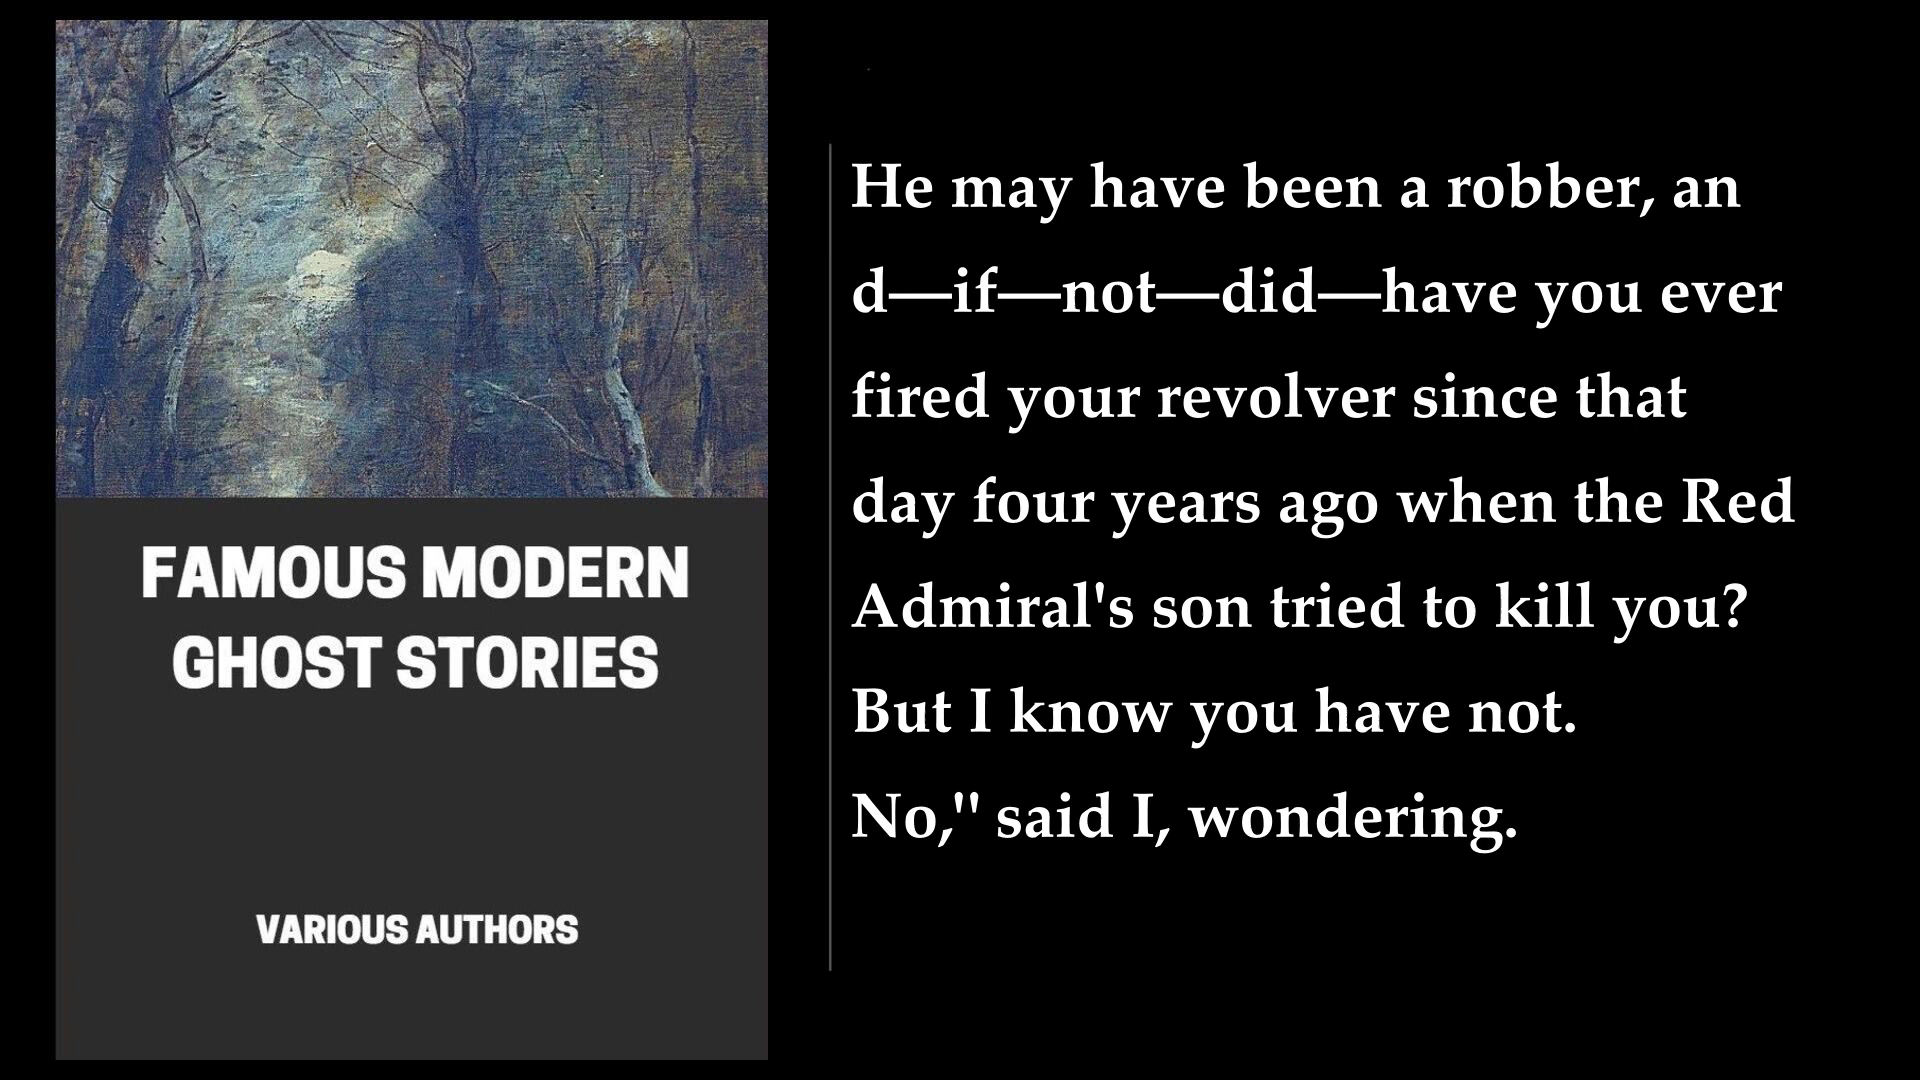 FAMOUS MODERN
GHOST STORIES
VARIOUS AUTHORS
He may have been a robber, an
d—if—not—did—have you ever
fired your revolver since that
day four years ago when the Red
Admiral's son tried to kill you?
But I know you have not.
No," said I, wondering.